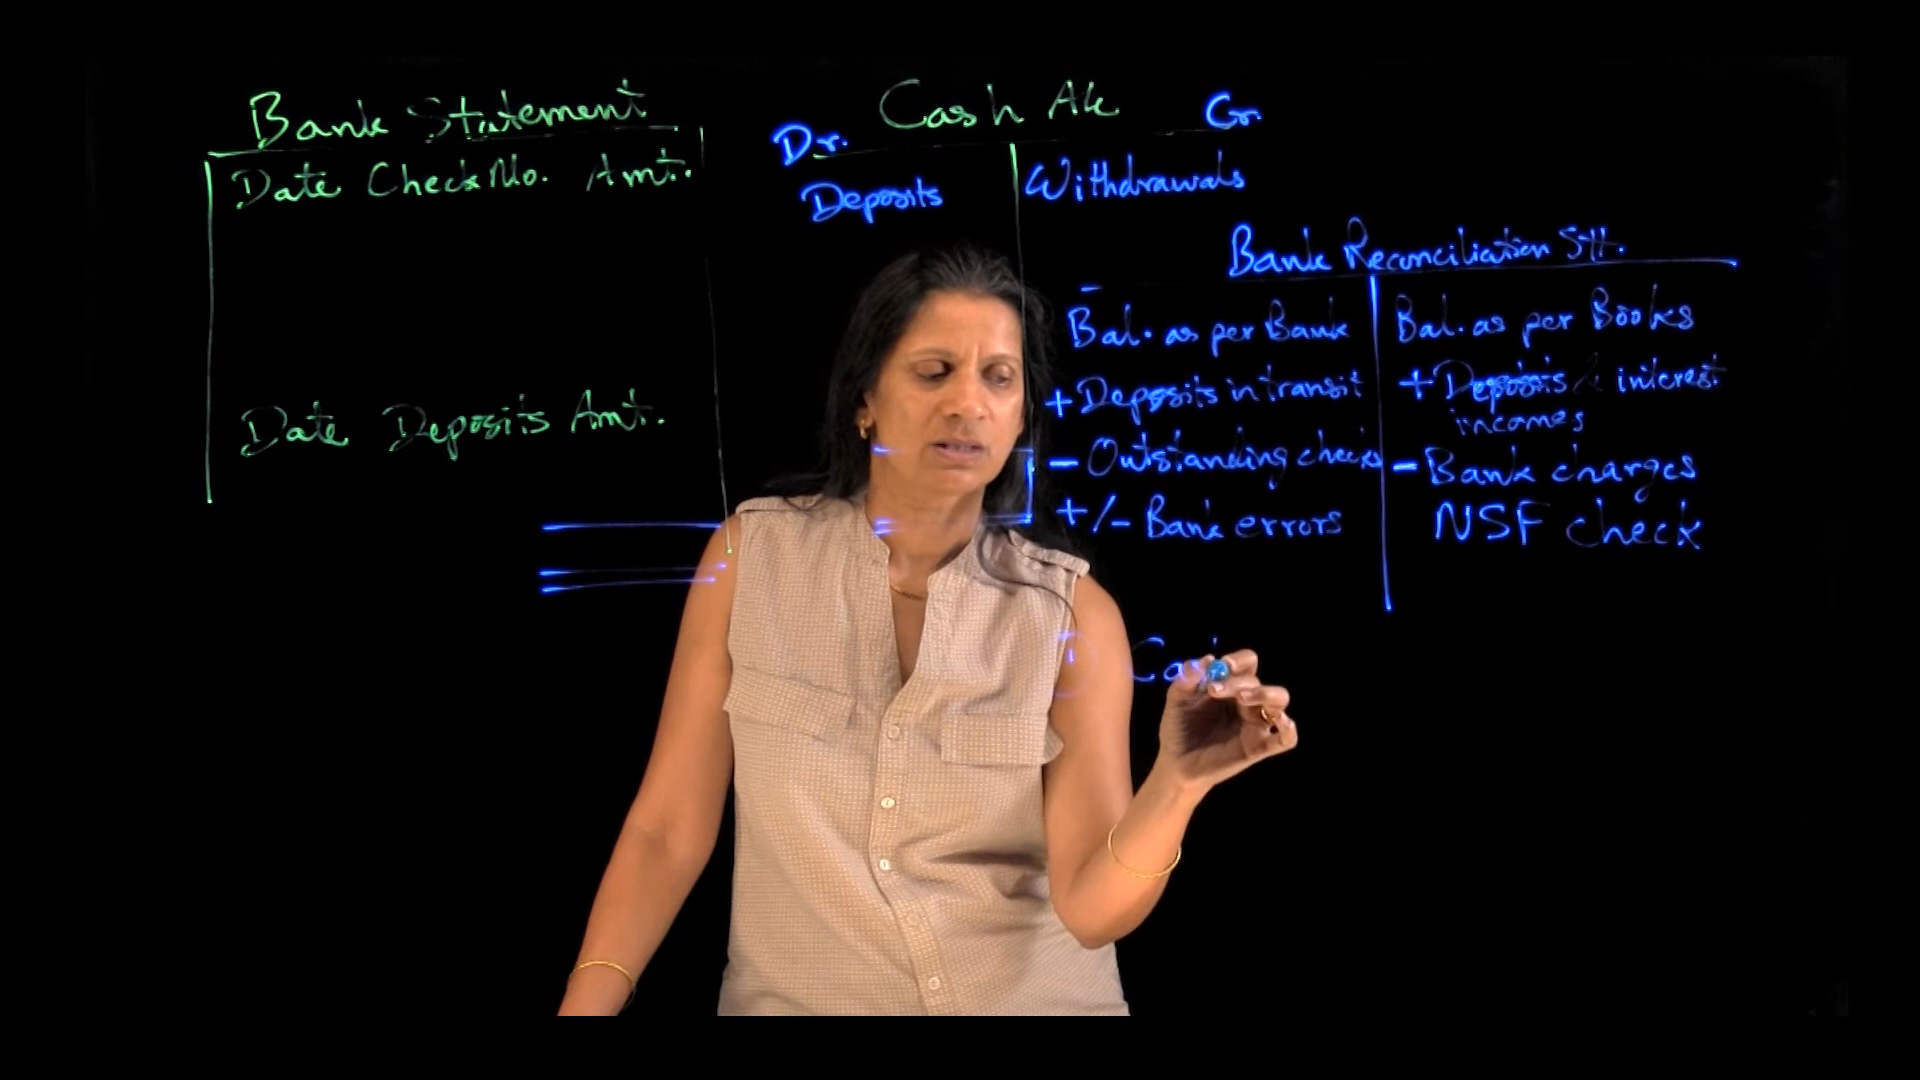 Bank Statement
Date Check No. Amt.
Date Deposits Amt.
Cash A/c
Dr.
Cr.
Deposits
Withdrawals
Bank Reconciliation Stt.
Bal. as per Bank
+ Deposits in transit
- Outstanding checks
+/- Bank errors
Bal. as per Books
+ Deposits & interest
incomes
- Bank charges
NSF check
1 Cash